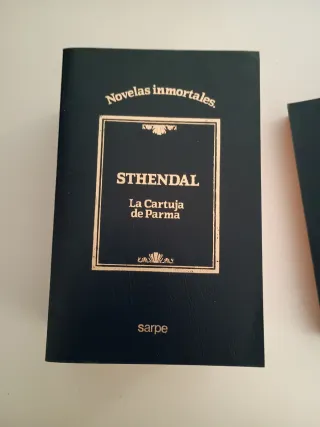 Novelas inmortales.
STHENDAL
La Cartuja
de Parma
sarpe